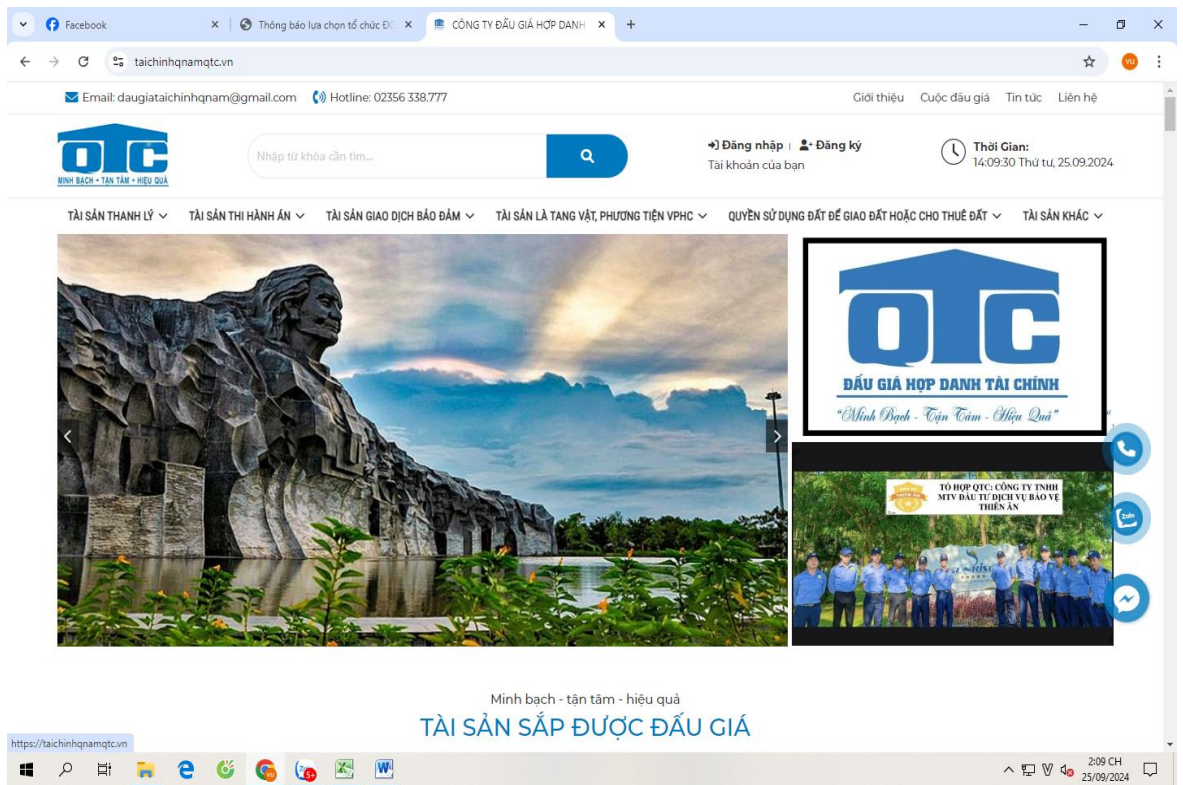 Facebook
Thông báo lựa chọn tổ chức ĐG
CÔNG TY ĐẤU GIÁ HỢP DANH
taichinhqnamqtc.vn
VU
Email: daugiataichinhqnam@gmail.com Hotline: 02356 338.777
Giới thiệu Cuộc đấu giá Tin tức Liên hệ
QTC
MINH BẠCH - TẬN TÂM - HIỆU QUẢ
Nhập từ khóa cần tìm...
Đăng nhập | Đăng ký
Tài khoản của bạn
Thời Gian:
14:09:30 Thứ tư, 25.09.2024
TÀI SẢN THANH LÝ TÀI SẢN THI HÀNH ÁN TÀI SẢN GIAO DỊCH BẢO ĐẢM TÀI SẢN LÀ TANG VẬT, PHƯƠNG TIỆN VPHC QUYỀN SỬ DỤNG ĐẤT ĐỂ GIAO ĐẤT HOẶC CHO THUÊ ĐẤT TÀI SẢN KHÁC
QTC
ĐẤU GIÁ HỢP DANH TÀI CHÍNH
"Minh Bạch - Tận Tâm - Hiệu Quả"
TỔ HỢP QTC: CÔNG TY TNHH
MTV ĐẦU TƯ DỊCH VỤ BẢO VỆ
THIÊN ÂN
Zalo
Minh bạch - tận tâm - hiệu quả
TÀI SẢN SẮP ĐƯỢC ĐẤU GIÁ
https://taichinhqnamqtc.vn
5+
2:09 CH
25/09/2024